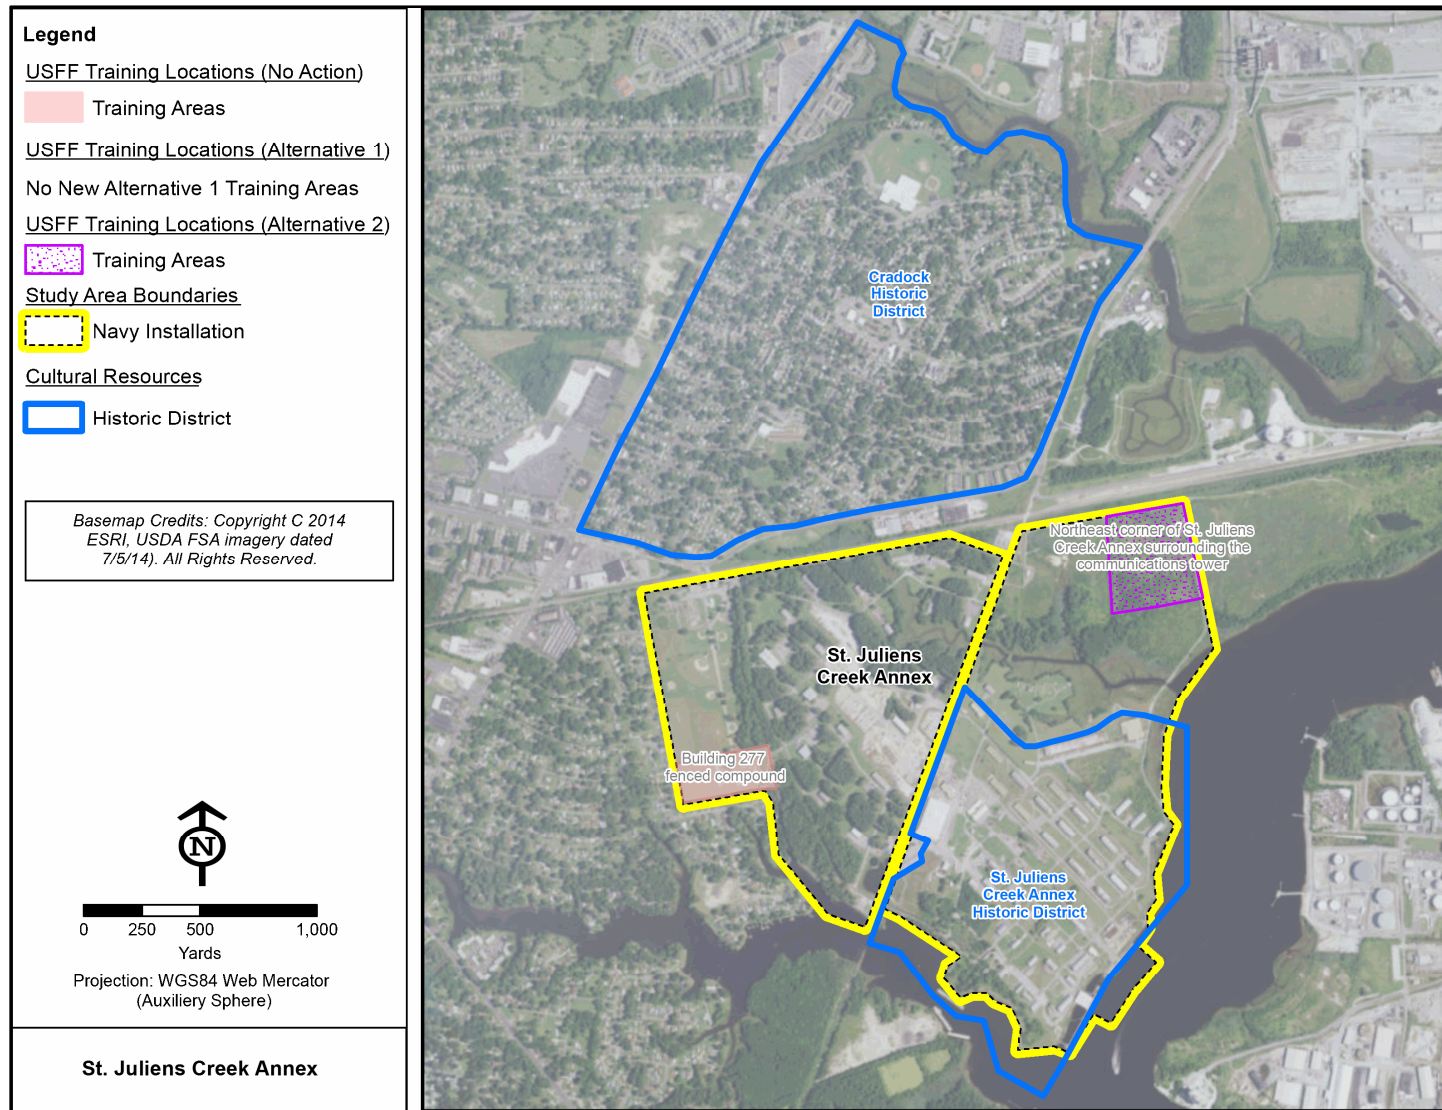 Legend
USFF Training Locations (No Action)
Training Areas
USFF Training Locations (Alternative 1)
No New Alternative 1 Training Areas
USFF Training Locations (Alternative 2)
Training Areas
Study Area Boundaries
Navy Installation
Cultural Resources
Historic District
Basemap Credits: Copyright C 2014
ESRI, USDA FSA imagery dated
7/5/14). All Rights Reserved.
N
0 250 500 1,000
Yards
Projection: WGS84 Web Mercator
(Auxiliery Sphere)
St. Juliens Creek Annex
Cradock
Historic
District
Northeast corner of St. Juliens
Creek Annex surrounding the
communications tower
St. Juliens
Creek Annex
Building 277
fenced compound
St. Juliens
Creek Annex
Historic District